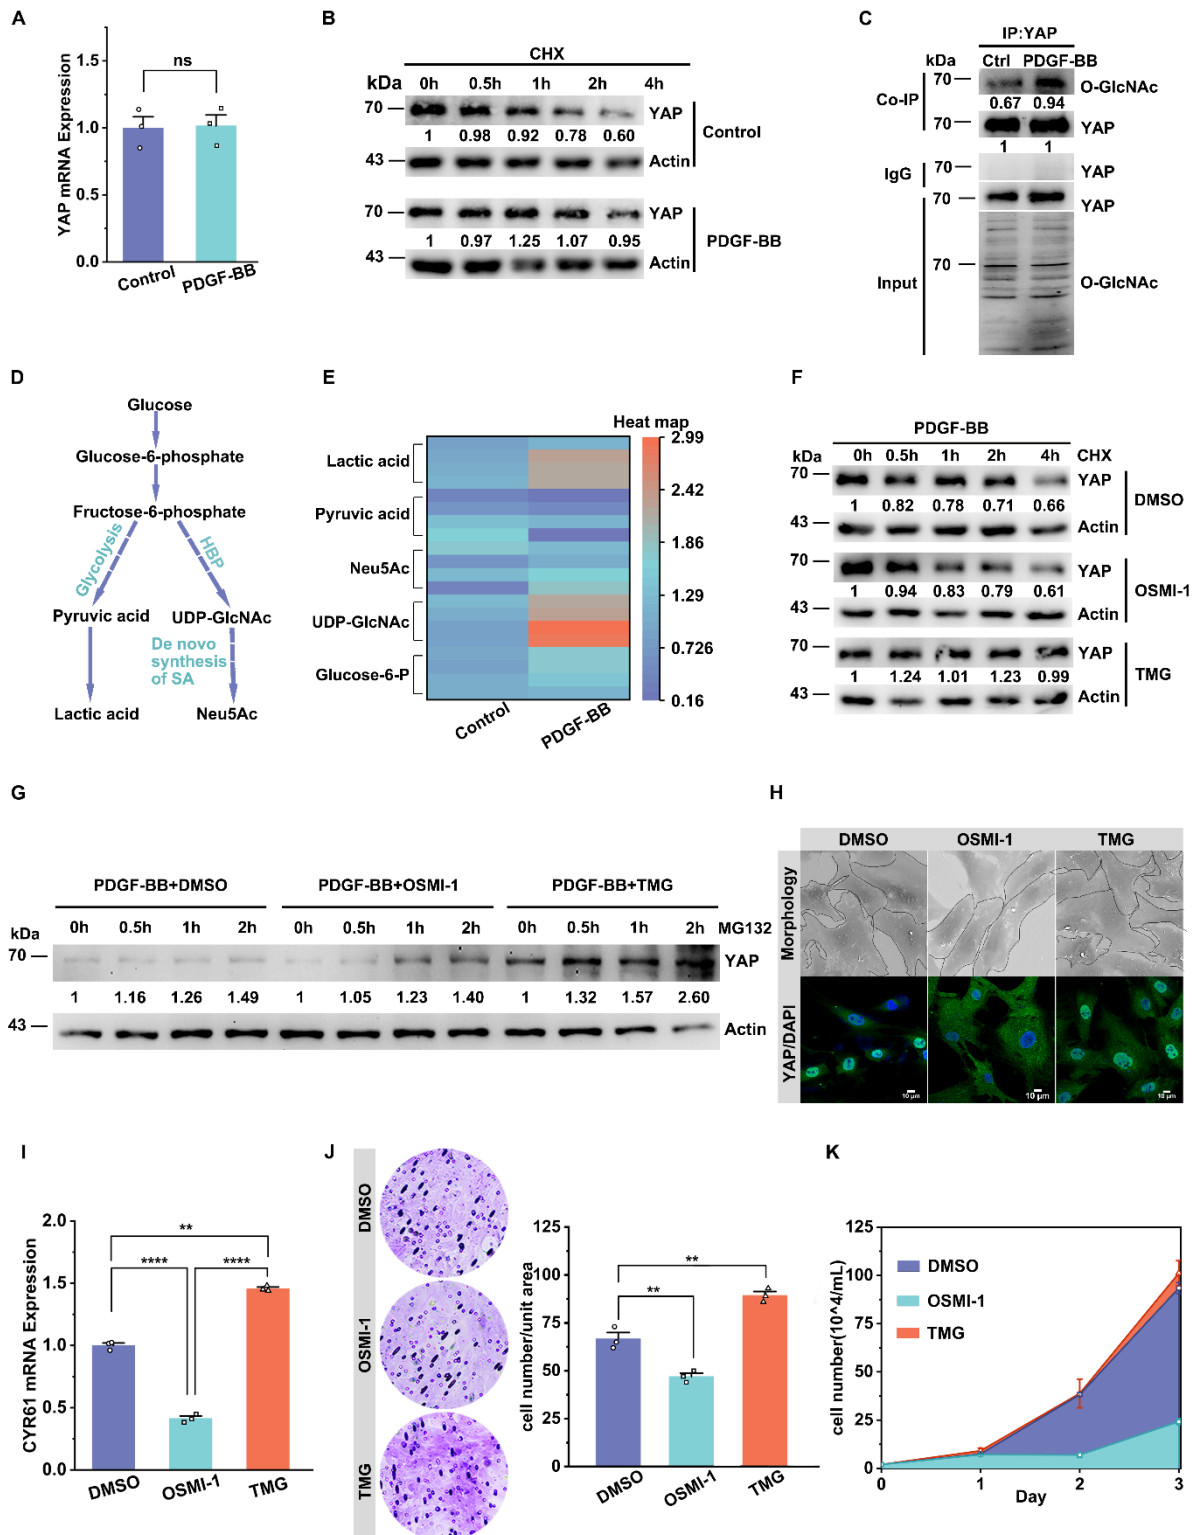 A
YAP mRNA Expression
1.5
1.0
0.5
0.0
ns
Control
PDGF-BB
B
CHX
kDa
0h 0.5h 1h 2h 4h
70
YAP
1 0.98 0.92 0.78 0.60
Control
43
Actin
70
YAP
1 0.97 1.25 1.07 0.95
PDGF-BB
43
Actin
C
IP:YAP
kDa Ctrl PDGF-BB
70
O-GlcNAc
Co-IP
0.67 0.94
70
YAP
1 1
IgG
YAP
70
YAP
70
Input
O-GlcNAc
D
Glucose
Glucose-6-phosphate
Fructose-6-phosphate
Glycolysis
HBP
Pyruvic acid
UDP-GlcNAc
De novo
synthesis
of SA
Lactic acid
Neu5Ac
E
Heat map
Lactic acid
Pyruvic acid
Neu5Ac
UDP-GlcNAc
Glucose-6-P
Control
PDGF-BB
2.99
2.42
1.86
1.29
0.726
0.16
F
PDGF-BB
kDa 0h 0.5h 1h 2h 4h CHX
70
YAP
1 0.82 0.78 0.71 0.66
DMSO
43
Actin
70
YAP
1 0.94 0.83 0.79 0.61
OSMI-1
43
Actin
70
YAP
1 1.24 1.01 1.23 0.99
TMG
43
Actin
G
PDGF-BB+DMSO PDGF-BB+OSMI-1 PDGF-BB+TMG
kDa
0h 0.5h 1h 2h 0h 0.5h 1h 2h 0h 0.5h 1h 2h MG132
70
YAP
1 1.16 1.26 1.49 1 1.05 1.23 1.40 1 1.32 1.57 2.60
43
Actin
H
DMSO OSMI-1 TMG
Morphology
YAP/DAPI
10 μm
10 μm
10 μm
I
CYR61 mRNA Expression
2.0
1.5
1.0
0.5
0.0
**
**** ****
DMSO
OSMI-1
TMG
J
DMSO
OSMI-1
TMG
cell number/unit area
125
100
75
50
25
0
**
**
DMSO
OSMI-1
TMG
K
cell number(10^4/mL)
125
100
75
50
25
0
DMSO
OSMI-1
TMG
0 1 2 3
Day